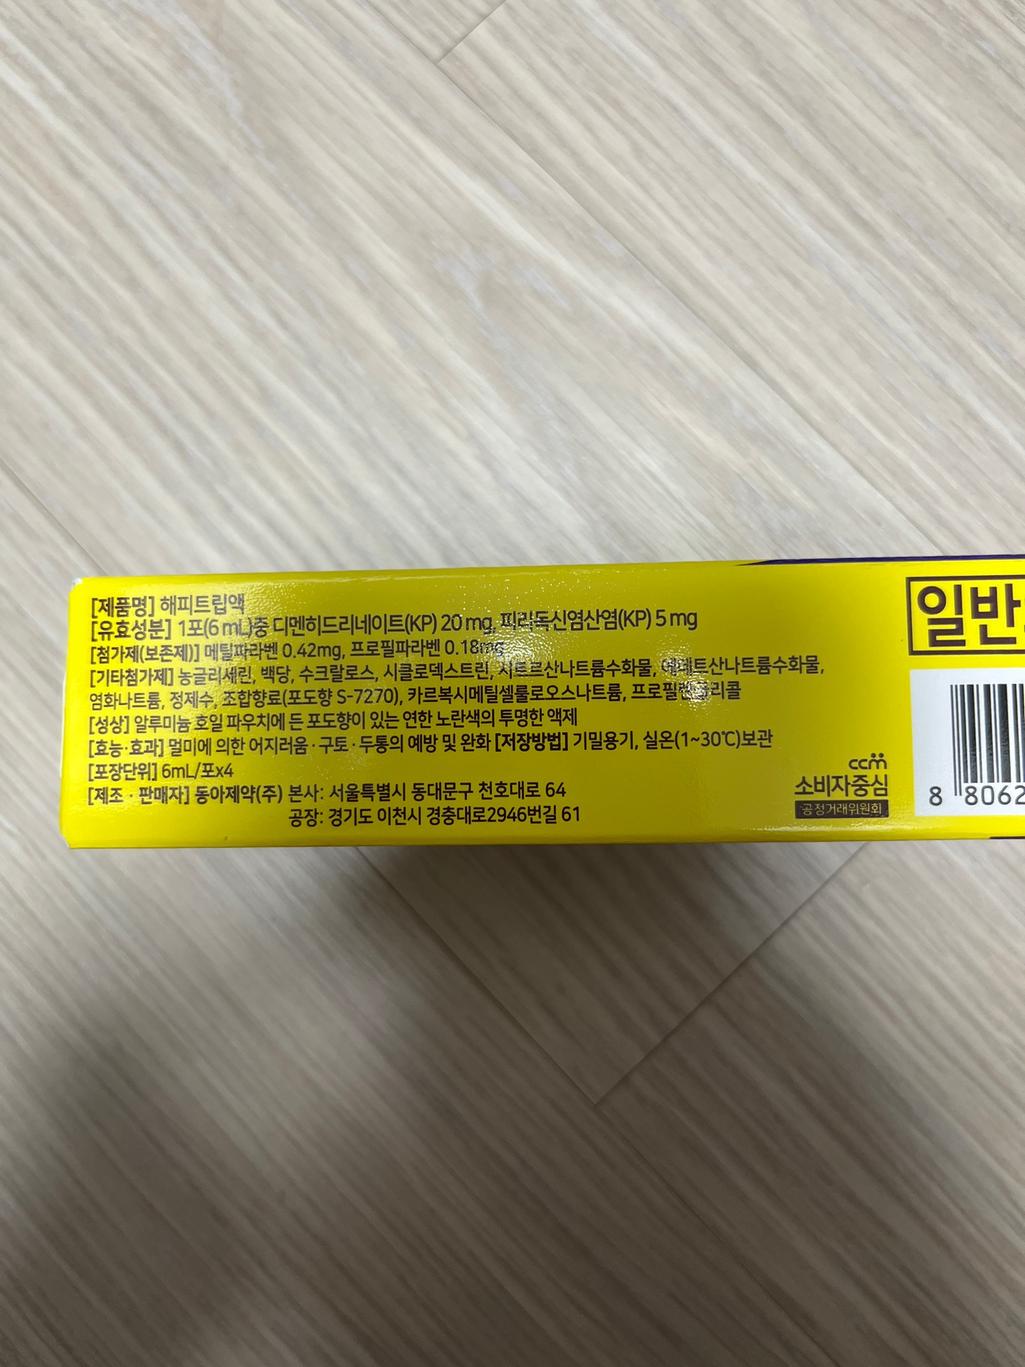 [제품명] 해피트립액
[유효성분] 1포(6 mL)중 디멘히드리네이트(KP) 20 mg, 피리독신염산염(KP) 5 mg
[첨가제(보존제)] 메틸파라벤 0.42mg, 프로필파라벤 0.18mg
[기타첨가제] 농글리세린, 백당, 수크랄로스, 시클로덱스트린, 시트르산나트륨수화물, 에데트산나트륨수화물,
염화나트륨, 정제수, 조합향료(포도향 S-7270), 카르복시메틸셀룰로오스나트륨, 프로필렌글리콜
[성상] 알루미늄 호일 파우치에 든 포도향이 있는 연한 노란색의 투명한 액제
[효능·효과] 멀미에 의한 어지러움·구토·두통의 예방 및 완화 [저장방법] 기밀용기, 실온(1~30℃)보관
[포장단위] 6mL/포x4
[제조·판매자] 동아제약(주) 본사: 서울특별시 동대문구 천호대로 64
공장: 경기도 이천시 경충대로2946번길 61
ccm
소비자중심
공정거래위원회
일반
8 8062